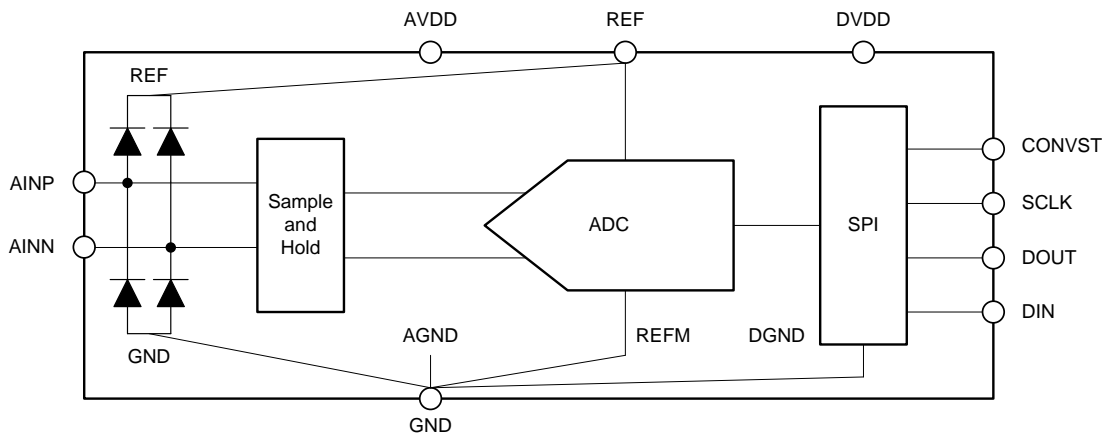 AVDD
REF
DVDD
REF
CONVST
AINP
Sample
and
Hold
ADC
SPI
SCLK
AINN
DOUT
DIN
AGND
REFM
DGND
GND
GND